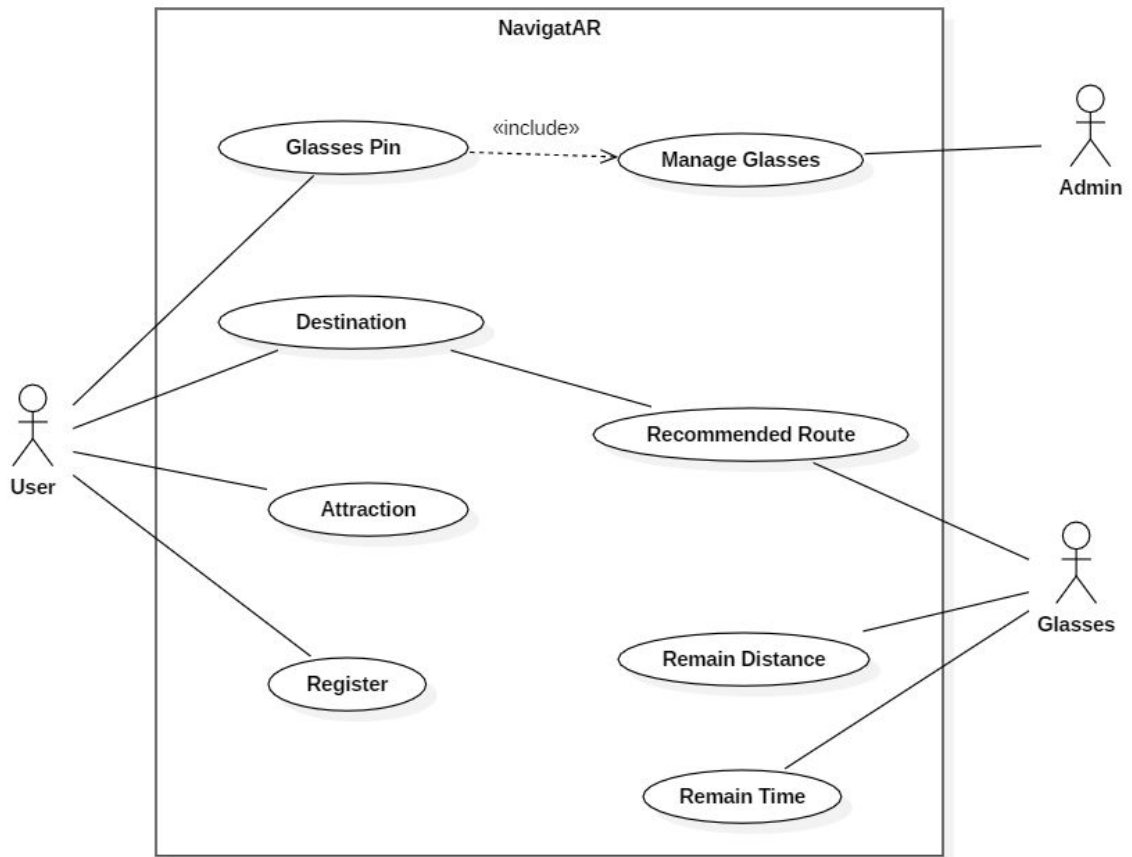 NavigatAR
«include»
Glasses Pin
Manage Glasses
Admin
Destination
Recommended Route
User
Attraction
Glasses
Remain Distance
Register
Remain Time